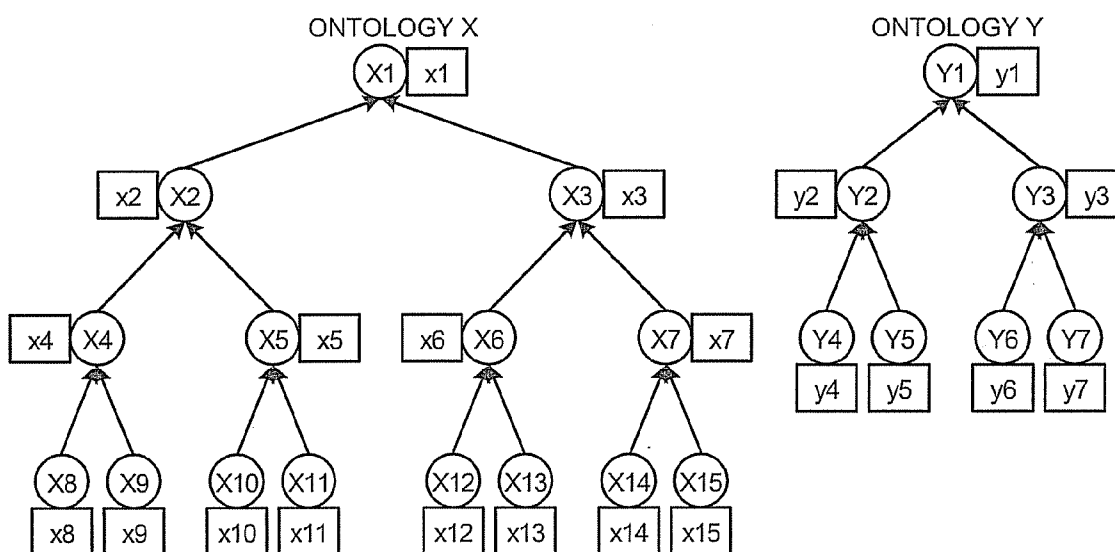 ONTOLOGY X
ONTOLOGY Y
X1 x1
Y1 y1
x2 X2
X3 x3
y2 Y2
Y3 y3
x4 X4
X5 x5
x6 X6
X7 x7
Y4 Y5
Y6 Y7
y4 y5
y6 y7
X8 X9
X10 X11
X12 X13
X14 X15
x8 x9
x10 x11
x12 x13
x14 x15